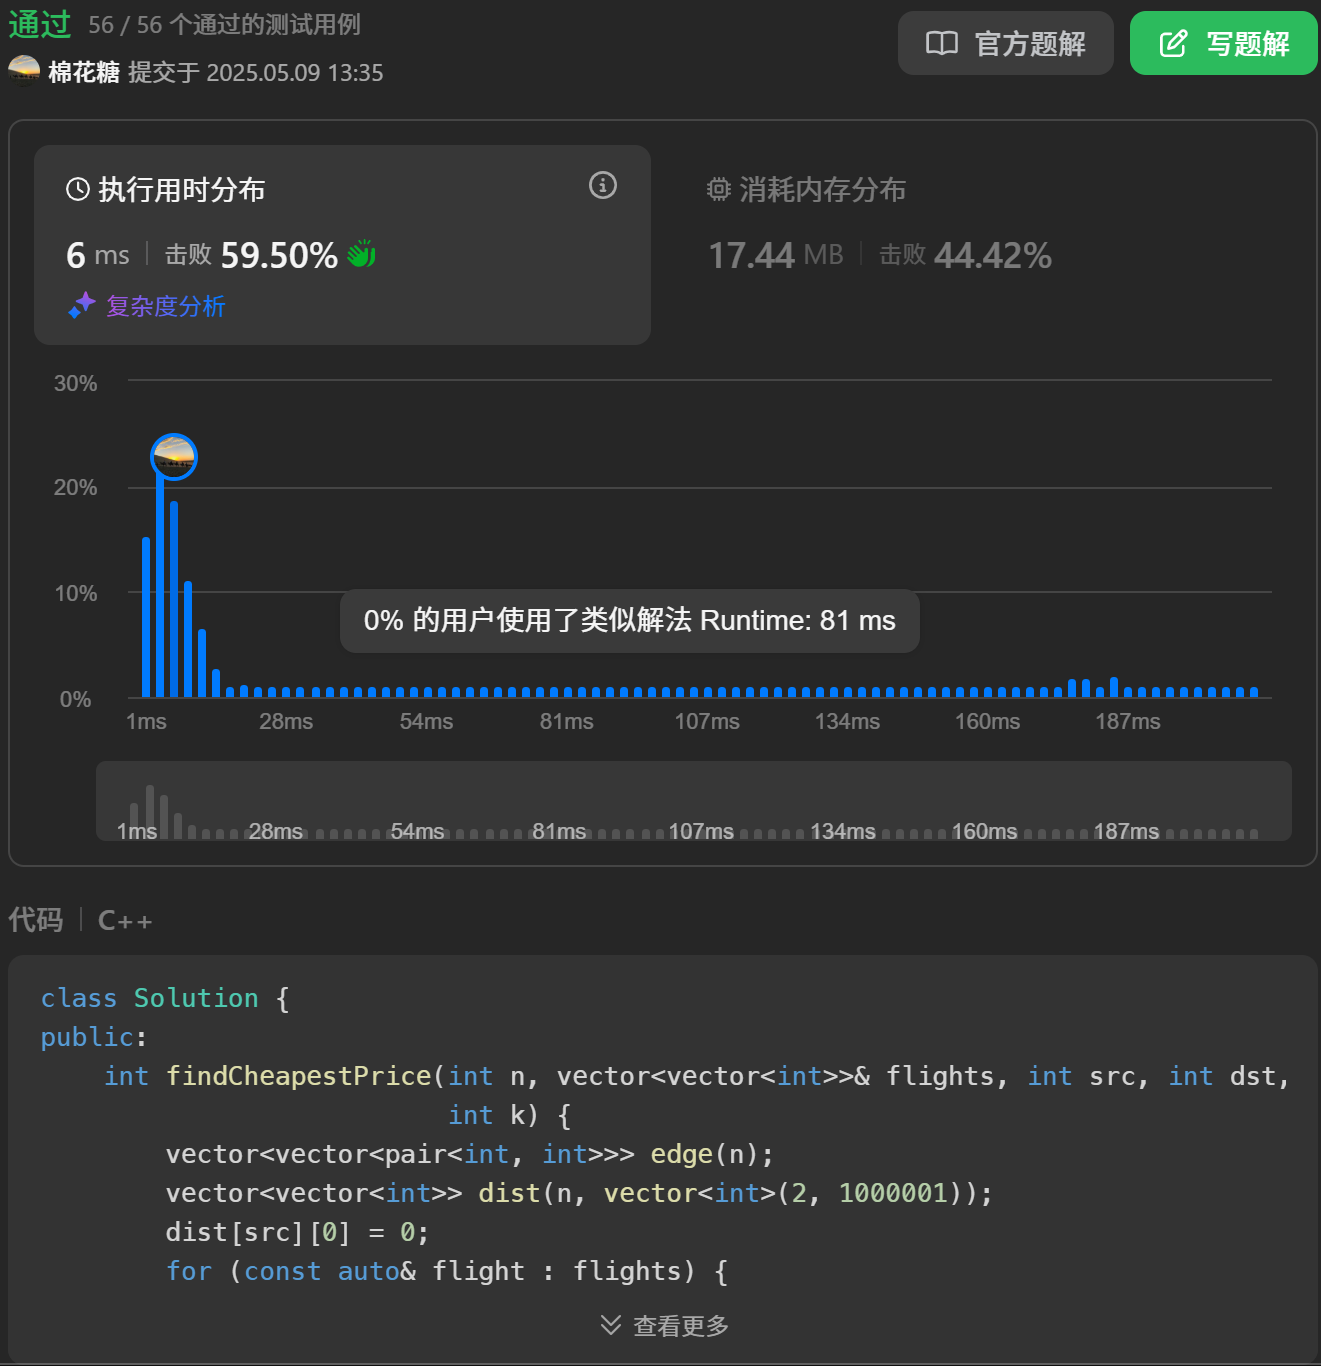 通过 56 / 56 个通过的测试用例
棉花糖 提交于 2025.05.09 13:35
官方题解
写题解
执行用时分布
6 ms 击败 59.50%
复杂度分析
消耗内存分布
17.44 MB 击败 44.42%
30%
20%
10%
0%
0% 的用户使用了类似解法 Runtime: 81 ms
1ms 28ms 54ms 81ms 107ms 134ms 160ms 187ms
1ms 28ms 54ms 81ms 107ms 134ms 160ms 187ms
代码 C++
class Solution {
public:
    int findCheapestPrice(int n, vector<vector<int>>& flights, int src, int dst,
                          int k) {
        vector<vector<pair<int, int>>> edge(n);
        vector<vector<int>> dist(n, vector<int>(2, 1000001));
        dist[src][0] = 0;
        for (const auto& flight : flights) {
查看更多